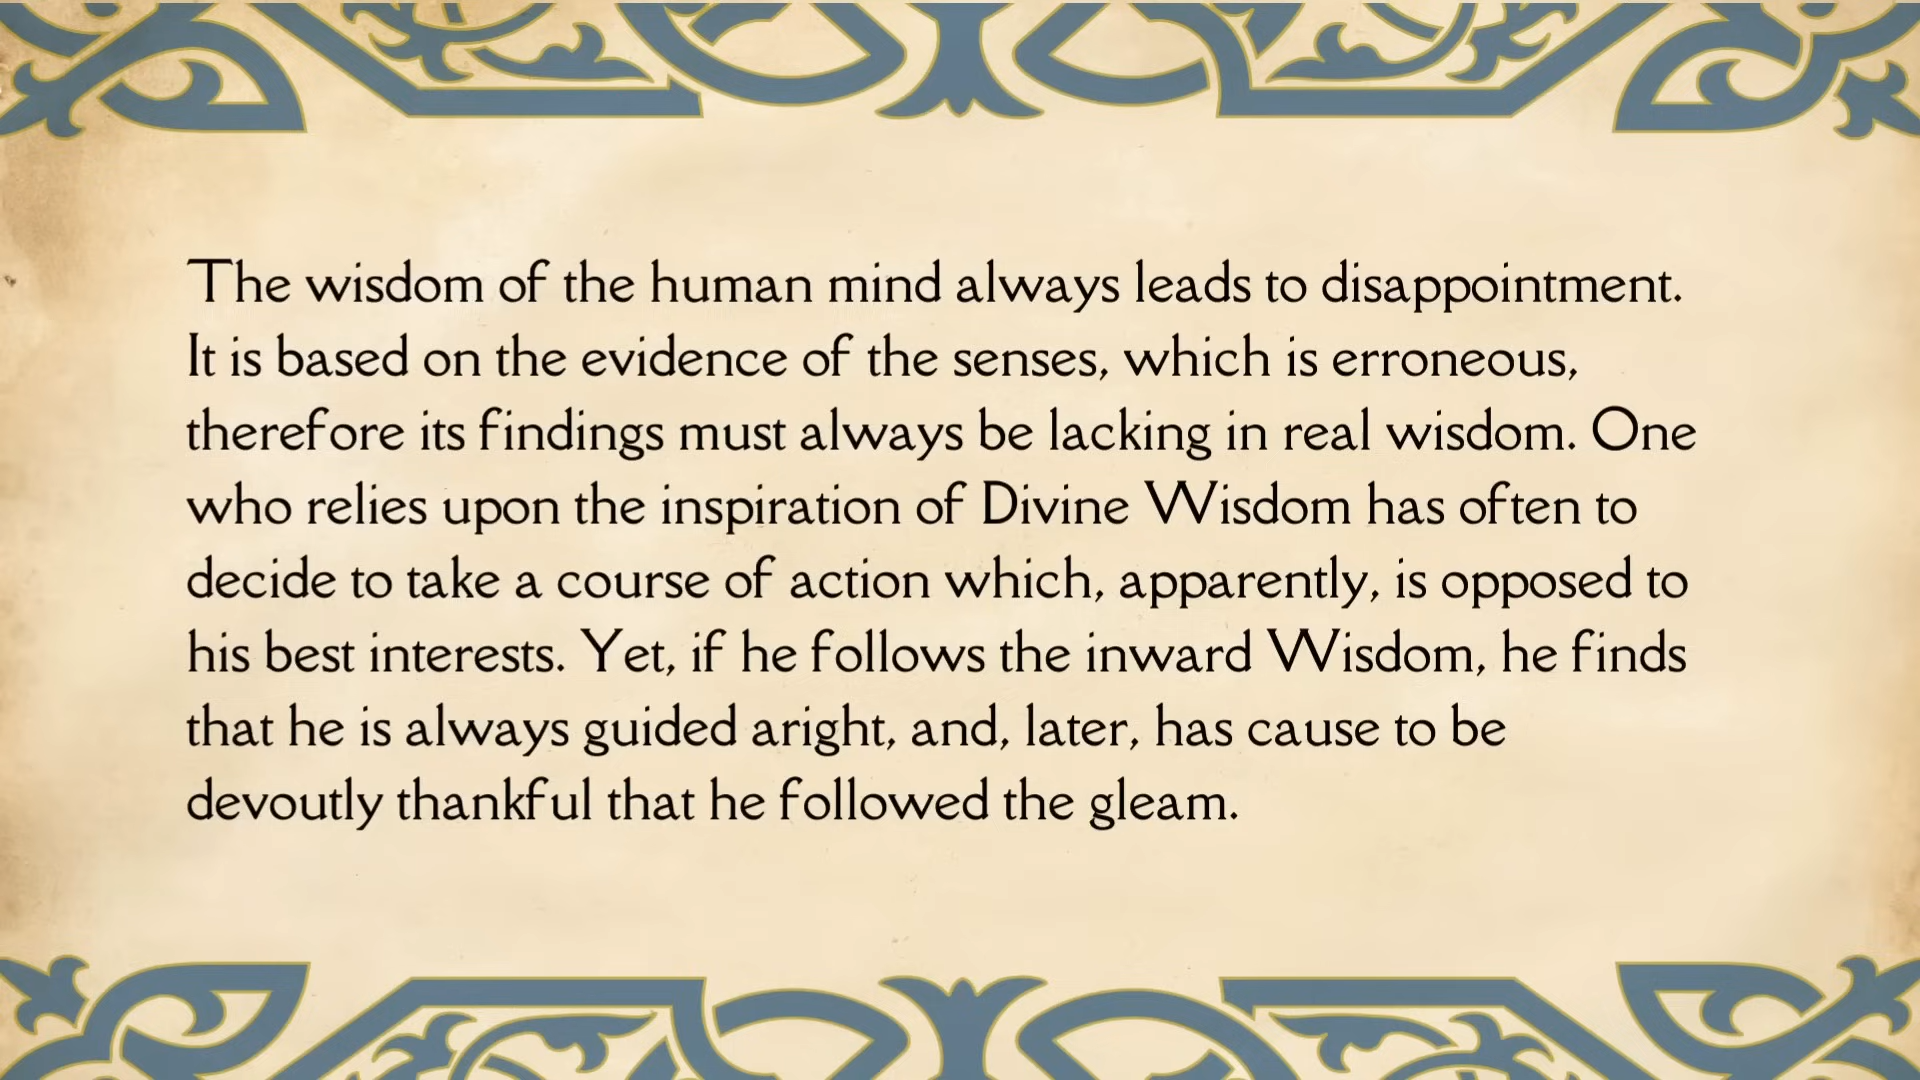 The wisdom of the human mind always leads to disappointment.
It is based on the evidence of the senses, which is erroneous,
therefore its findings must always be lacking in real wisdom. One
who relies upon the inspiration of Divine Wisdom has often to
decide to take a course of action which, apparently, is opposed to
his best interests. Yet, if he follows the inward Wisdom, he finds
that he is always guided aright, and, later, has cause to be
devoutly thankful that he followed the gleam.